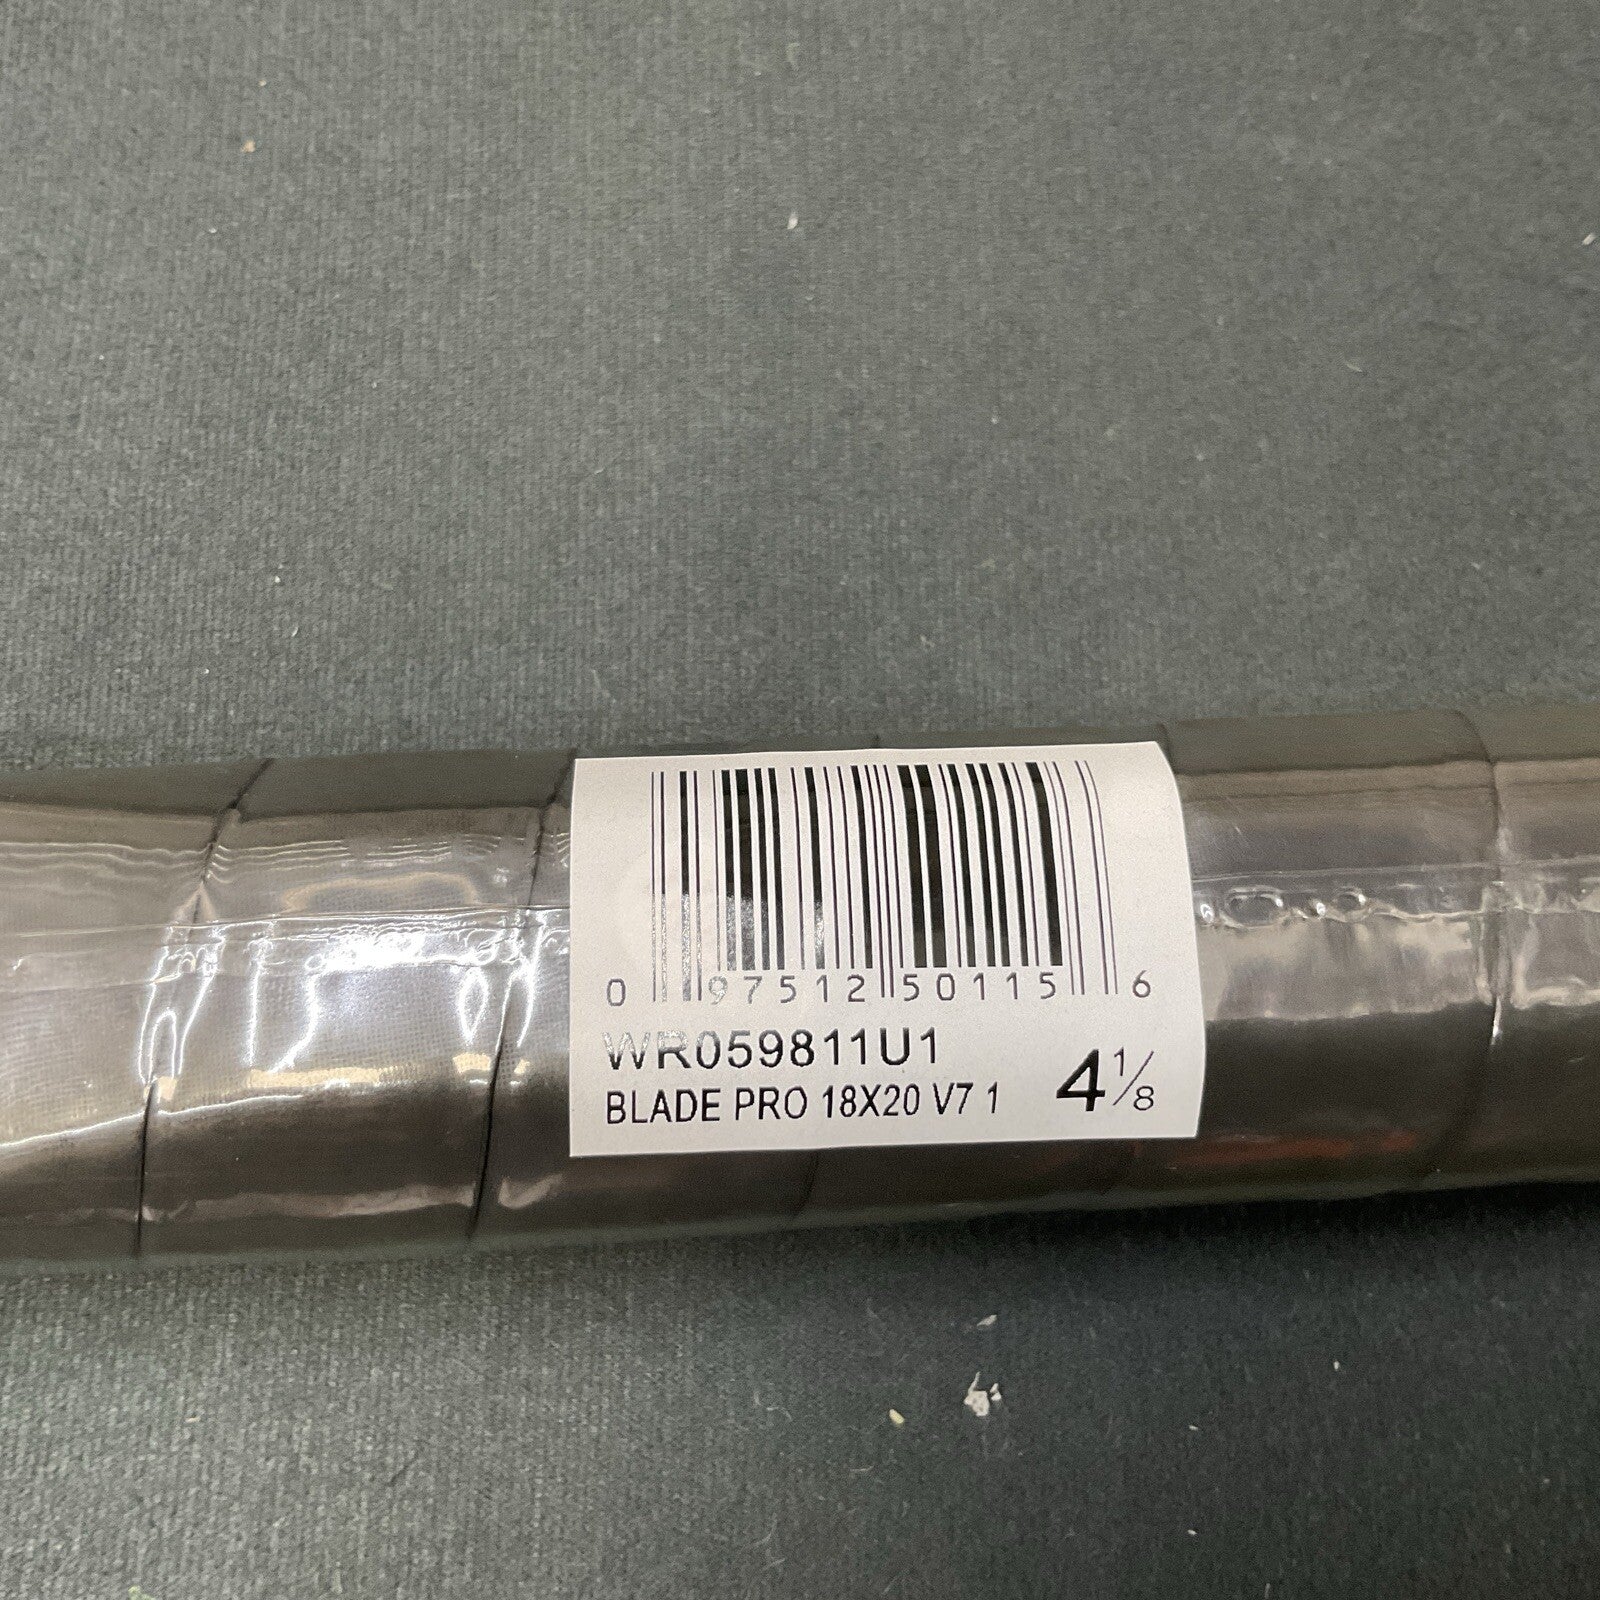 0 97512 50115 6
WR059811U1
BLADE PRO 18X20 V7 1
4 1/8